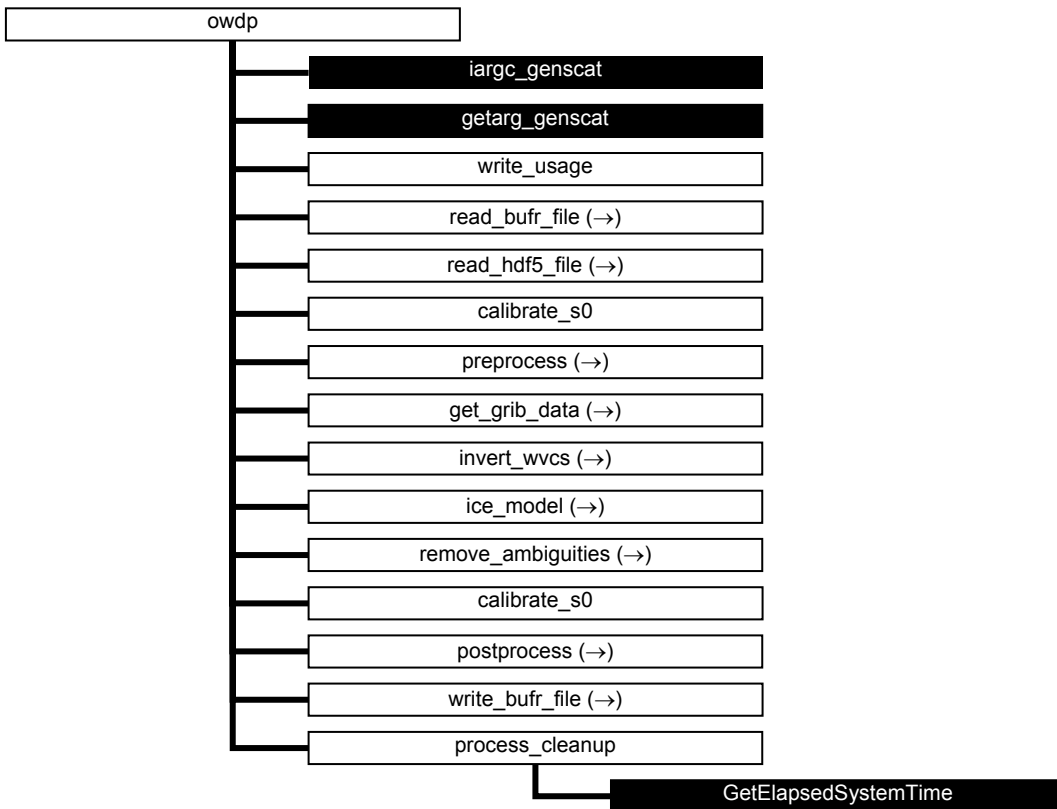 owdp
iargc_genscat
getarg_genscat
write_usage
read_bufr_file (→)
read_hdf5_file (→)
calibrate_s0
preprocess (→)
get_grib_data (→)
invert_wvcs (→)
ice_model (→)
remove_ambiguities (→)
calibrate_s0
postprocess (→)
write_bufr_file (→)
process_cleanup
GetElapsedSystemTime